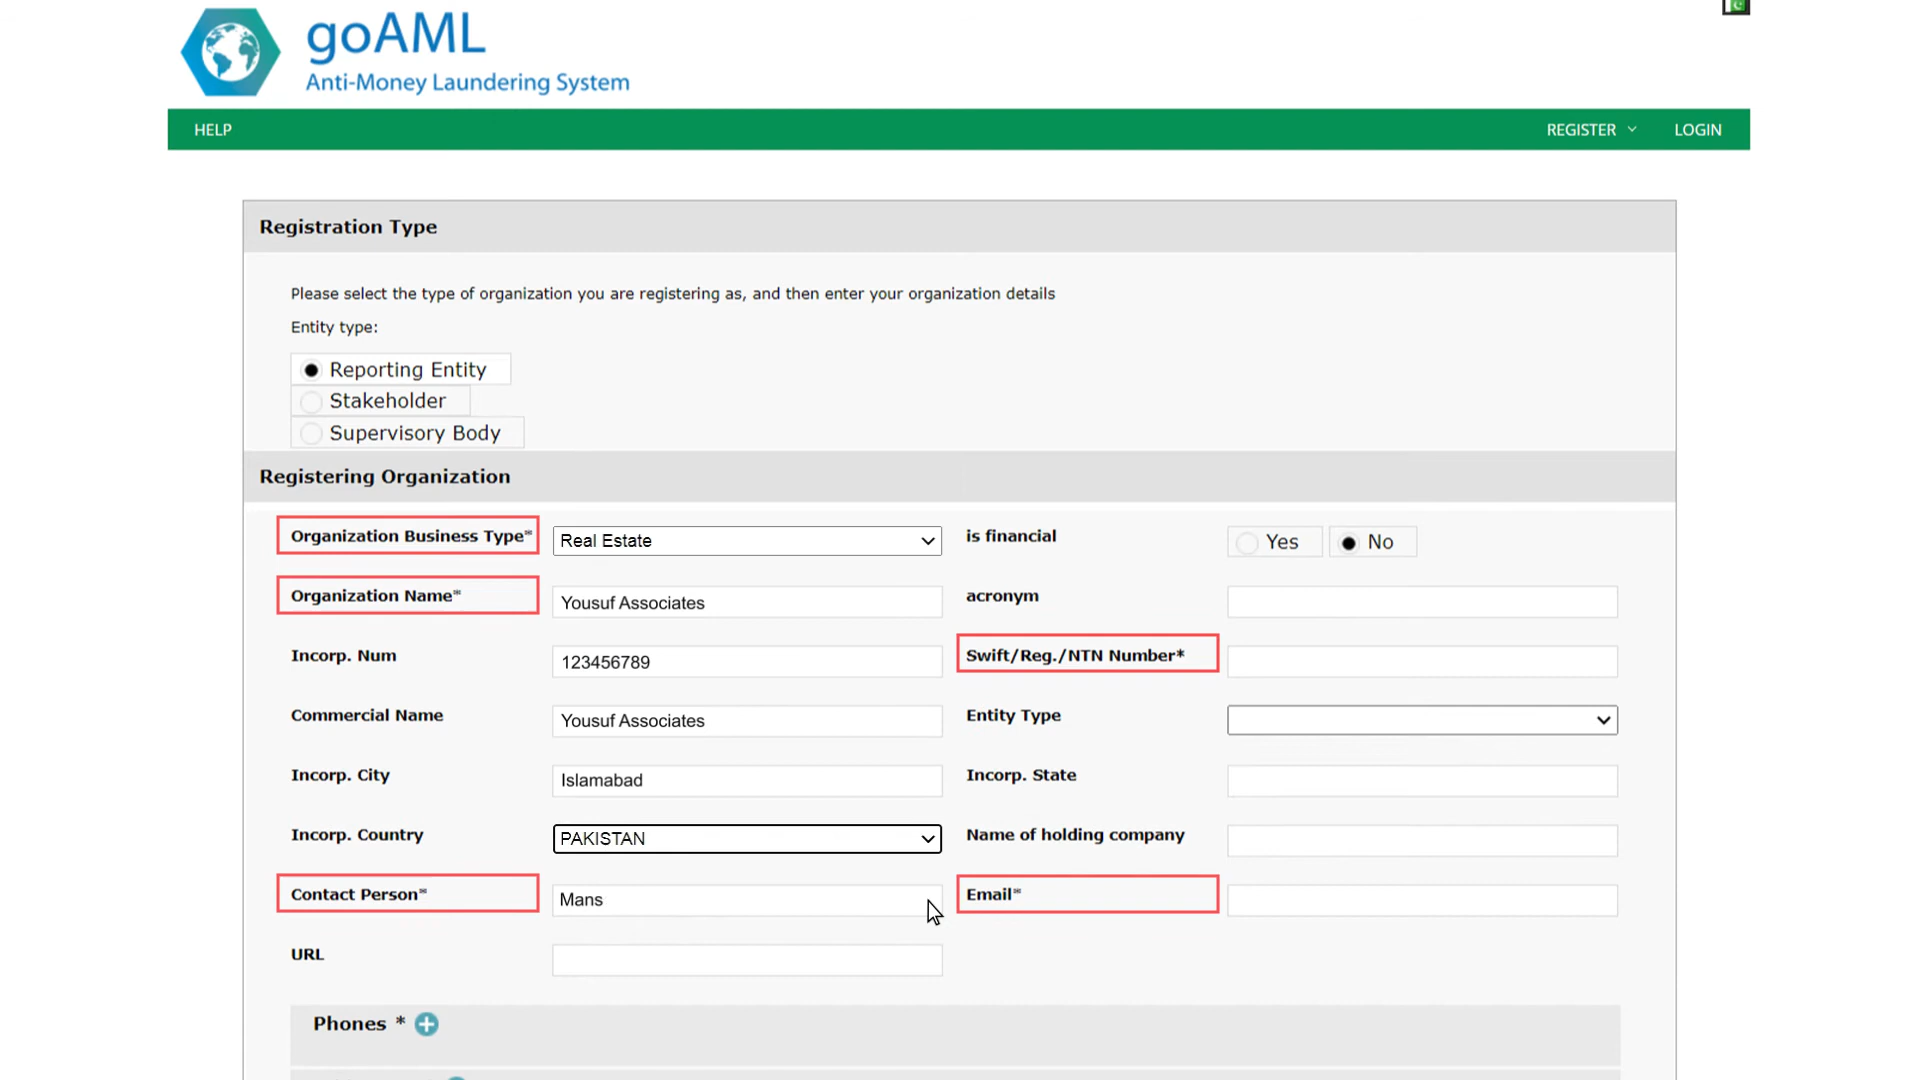 goAML
Anti-Money Laundering System
HELP
REGISTER
LOGIN
Registration Type
Please select the type of organization you are registering as, and then enter your organization details
Entity type:
Reporting Entity
Stakeholder
Supervisory Body
Registering Organization
Organization Business Type* Real Estate is financial Yes No
Organization Name* Yousuf Associates acronym
Incorp. Num 123456789 Swift/Reg./NTN Number*
Commercial Name Yousuf Associates Entity Type
Incorp. City Islamabad Incorp. State
Incorp. Country PAKISTAN Name of holding company
Contact Person* Mans Email*
URL
Phones *